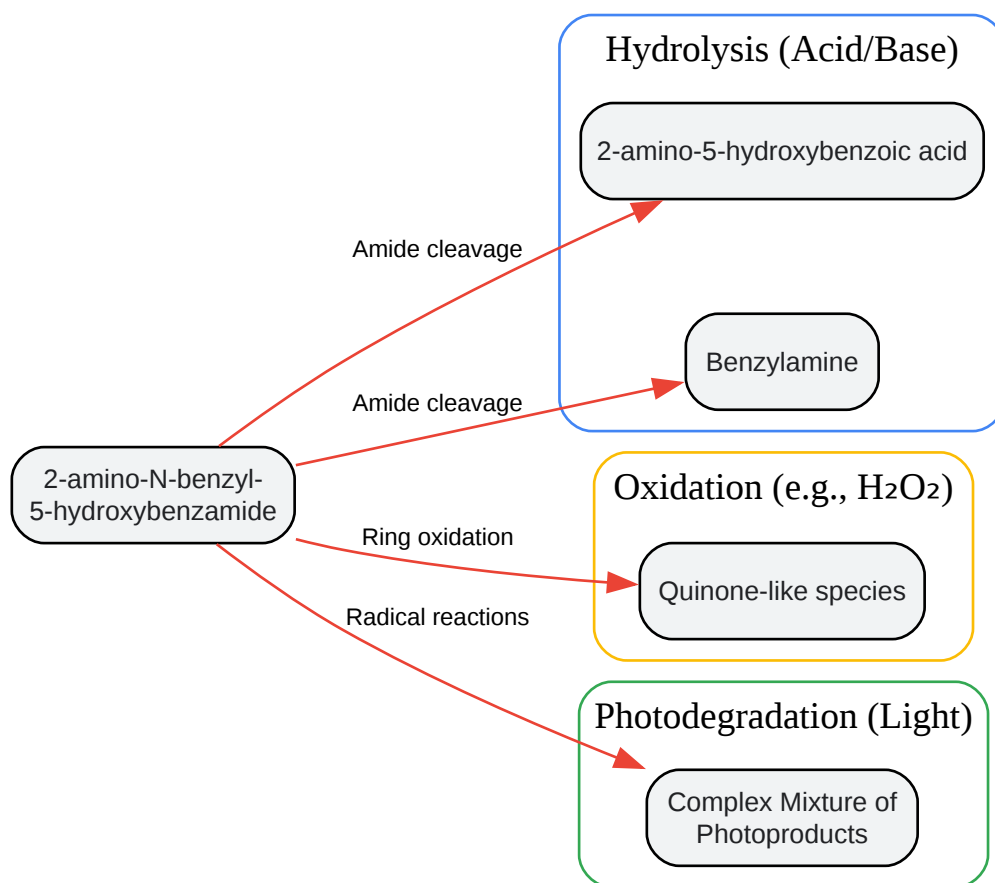 Hydrolysis (Acid/Base)
2-amino-5-hydroxybenzoic acid
Amide cleavage
Benzylamine
Amide cleavage
2-amino-N-benzyl-
5-hydroxybenzamide
Oxidation (e.g., H₂O₂)
Ring oxidation
Quinone-like species
Radical reactions
Photodegradation (Light)
Complex Mixture of
Photoproducts